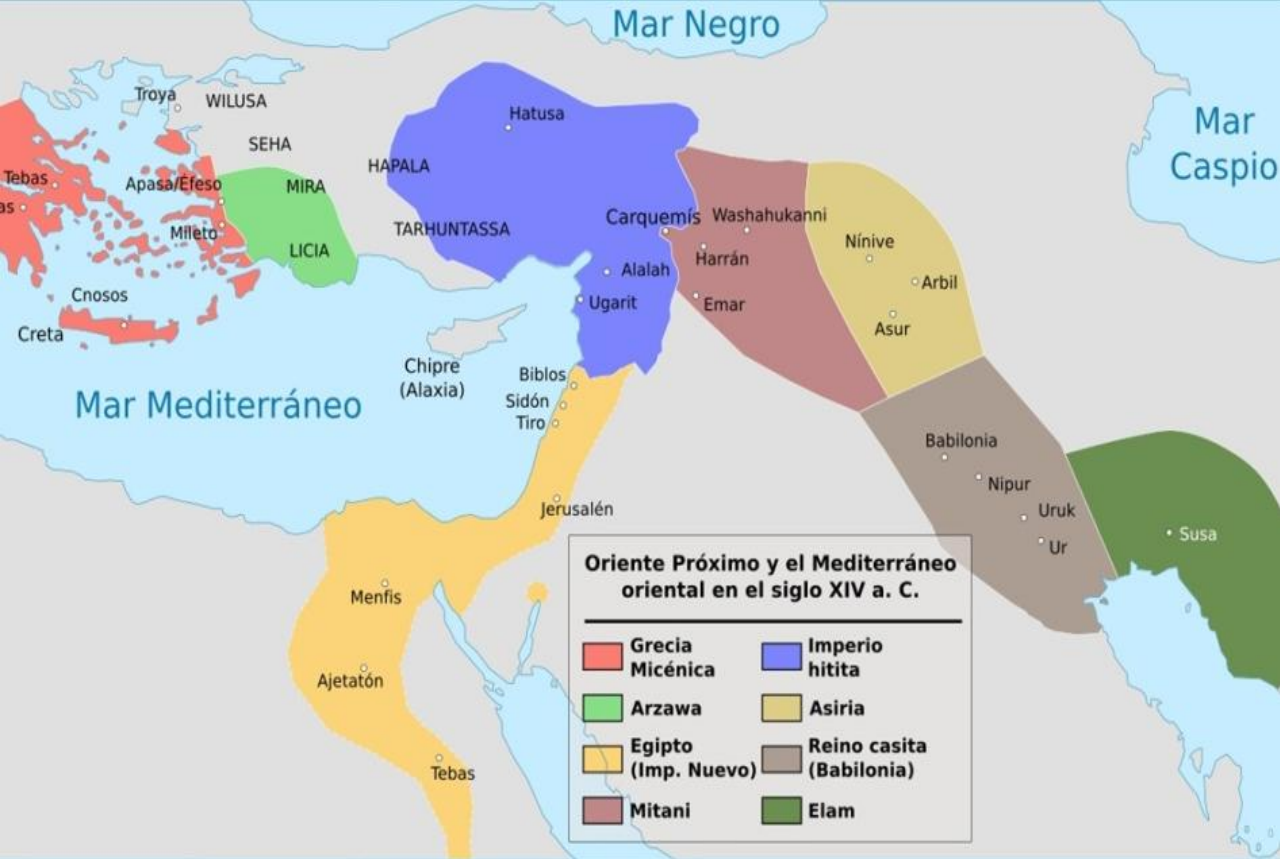 Mar Negro
Mar
Caspio
Troya
WILUSA
Hatusa
SEHA
HAPALA
Tebas
Apasa/Éfeso
MIRA
as
Carquemís
Washahukanni
Mileto
TARHUNTASSA
Nínive
LICIA
Harrán
Alalah
Arbil
Cnosos
Ugarit
Emar
Creta
Asur
Chipre
(Alaxia)
Biblos
Sidón
Tiro
Mar Mediterráneo
Babilonia
Nipur
Uruk
Jerusalén
Susa
Ur
Menfis
Ajetatón
Tebas
Oriente Próximo y el Mediterráneo
oriental en el siglo XIV a. C.
Grecia
Micénica
Arzawa
Egipto
(Imp. Nuevo)
Mitani
Imperio
hitita
Asiria
Reino casita
(Babilonia)
Elam